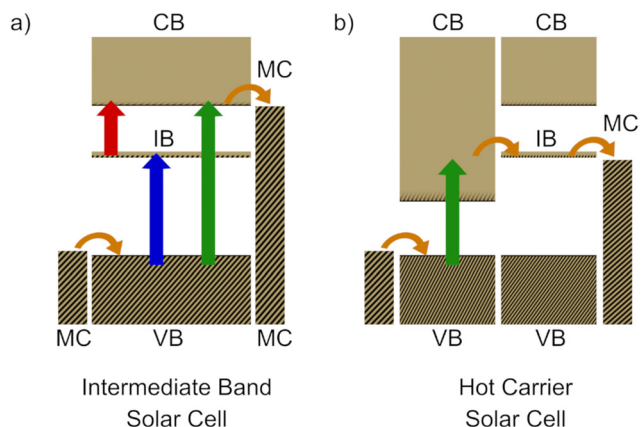 a)
CB
MC
IB
MC
VB
MC
Intermediate Band
Solar Cell
b)
CB
CB
MC
IB
VB
VB
Hot Carrier
Solar Cell